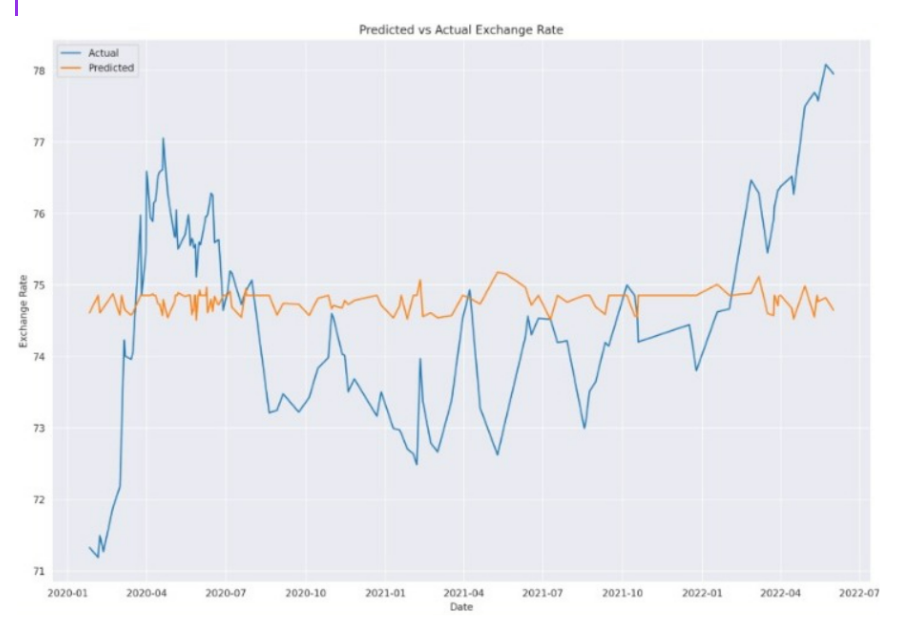 Predicted vs Actual Exchange Rate
Actual
Predicted
78
77
76
75
74
73
72
71
Exchange Rate
2020-01 2020-04 2020-07 2020-10 2021-01 2021-04 2021-07 2021-10 2022-01 2022-04 2022-07
Date